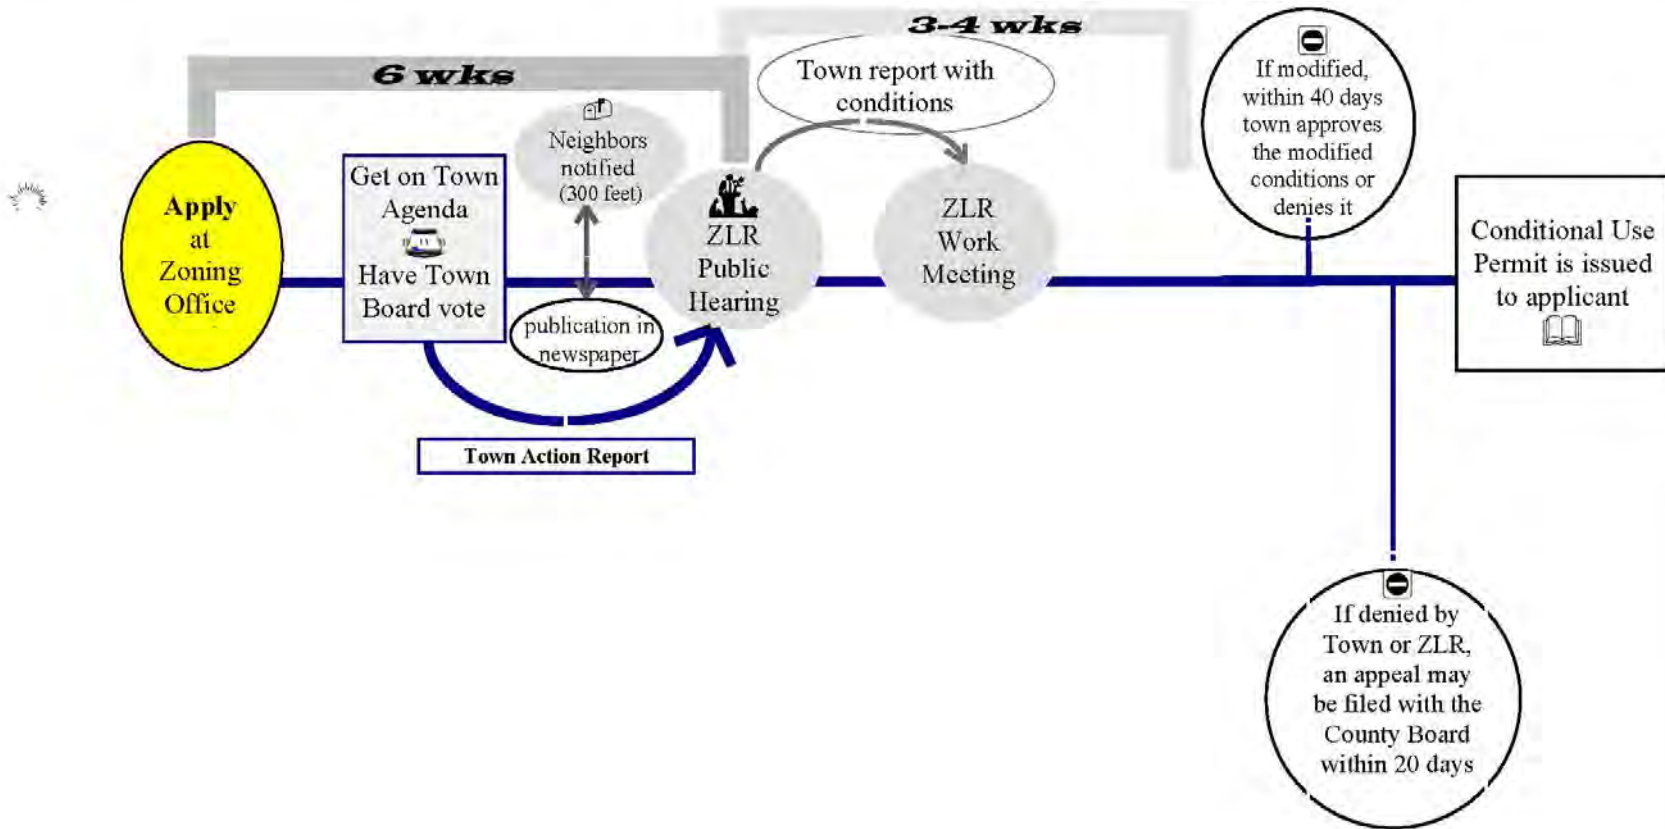 6 wks
3-4 wks
Apply
at
Zoning
Office
Get on Town
Agenda
Have Town
Board vote
Neighbors
notified
(300 feet)
publication in
newspaper
Town Action Report
ZLR
Public
Hearing
Town report with
conditions
ZLR
Work
Meeting
If modified,
within 40 days
town approves
the modified
conditions or
denies it
Conditional Use
Permit is issued
to applicant
If denied by
Town or ZLR,
an appeal may
be filed with the
County Board
within 20 days